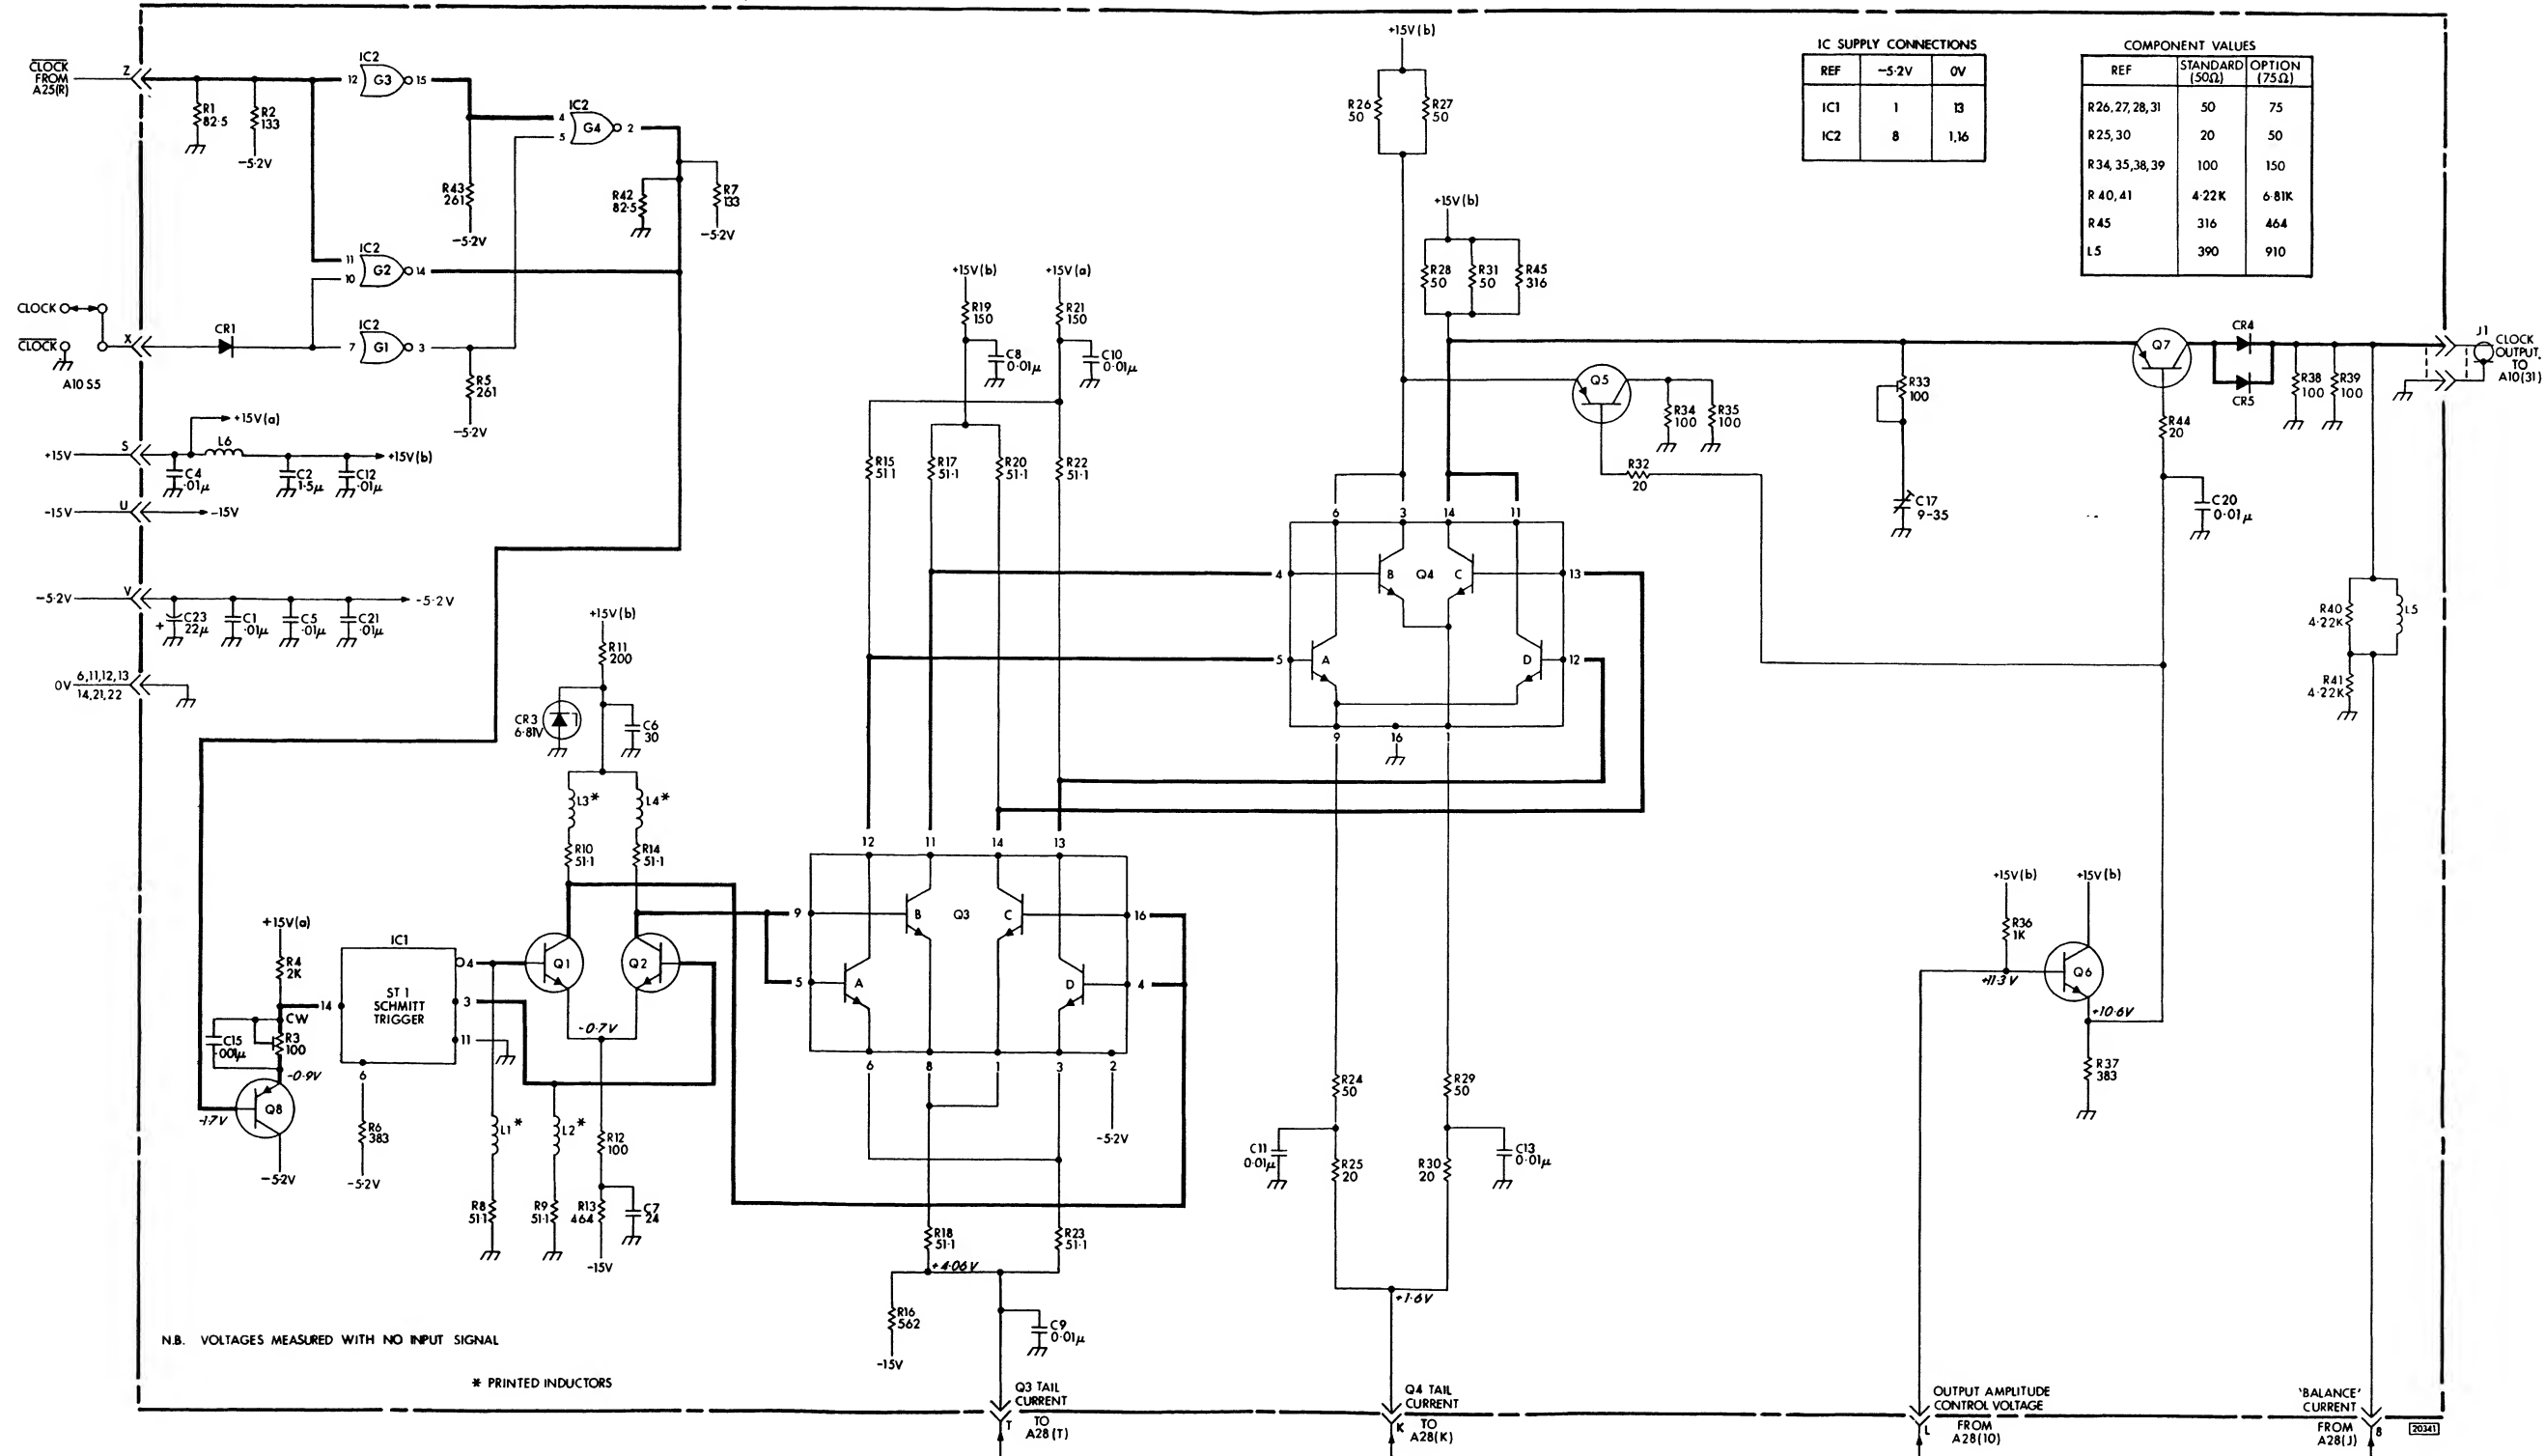 CLOCK
FROM
A25(R)
Z
R1
82·5
R2
133
-5·2V
12
IC2
G3
15
IC2
4
5
G4
2
R43
261
-5·2V
R42
82·5
R7
133
-5·2V
IC2
11
10
G2
14
CLOCK
CLOCK
A10 S5
X
CR1
IC2
7
G1
3
R5
261
-5·2V
+15V
S
+15V(a)
L6
+15V(b)
C4
·01µ
C2
1·5µ
C12
·01µ
-15V
U
-15V
-5·2V
V
-5·2V
+
C23
22µ
C1
·01µ
C5
·01µ
C21
·01µ
0V
6,11,12,13
14,21,22
+15V(b)
R11
200
CR3
6·81V
C6
30
L3*
L4*
R10
51·1
R14
51·1
+15V(a)
R4
2K
14
CW
C15
·001µ
R3
100
-0·9V
Q8
-1·7V
-5·2V
IC1
ST 1
SCHMITT
TRIGGER
4
3
11
6
R6
383
-5·2V
Q1
Q2
-0·7V
L1*
L2*
R12
100
R8
51·1
R9
51·1
R13
464
C7
24
-15V
+15V(b)
R19
150
+15V(a)
R21
150
C8
0·01µ
C10
0·01µ
R15
51·1
R17
51·1
R20
51·1
R22
51·1
12
11
14
13
9
B
Q3
C
16
5
A
D
4
6
8
1
3
2
-5·2V
R18
51·1
R23
51·1
+4·06V
R16
562
-15V
C9
0·01µ
Q3 TAIL
CURRENT
T
TO
A28 (T)
+15V(b)
R26
50
R27
50
+15V(b)
R28
50
R31
50
R45
316
Q5
R34
100
R35
100
R32
20
6
3
14
11
4
B
Q4
C
13
5
A
D
12
9
16
1
R24
50
R29
50
C11
0·01µ
R25
20
R30
20
C13
0·01µ
+1·6V
Q4 TAIL
CURRENT
K
TO
A28(K)
IC SUPPLY CONNECTIONS
REF -5·2V 0V
IC1 1 13
IC2 8 1,16
COMPONENT VALUES
REF STANDARD (50Ω) OPTION (75Ω)
R26,27,28,31 50 75
R25,30 20 50
R34,35,38,39 100 150
R 40,41 4·22K 6·81K
R45 316 464
L5 390 910
R33
100
C17
9-35
Q7
CR4
CR5
R38
100
R39
100
R44
20
C20
0·01µ
J1
CLOCK
OUTPUT,
TO
A10(31)
R40
4·22K
L5
R41
4·22K
+15V(b)
+15V(b)
R36
1K
+11·3V
Q6
+10·6V
R37
383
OUTPUT AMPLITUDE
CONTROL VOLTAGE
L
FROM
A28(10)
'BALANCE'
CURRENT
FROM
A28(J)
8
20341
N.B. VOLTAGES MEASURED WITH NO INPUT SIGNAL
* PRINTED INDUCTORS